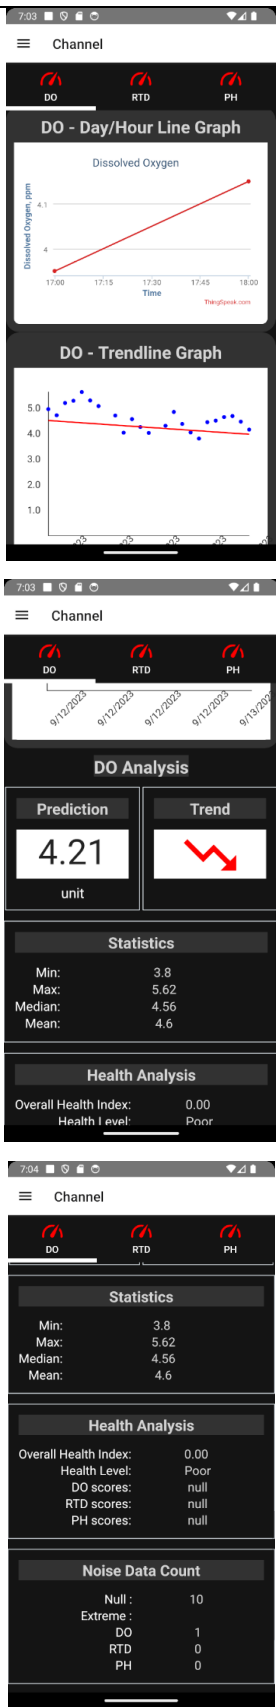 7:03
Channel
DO RTD PH
DO - Day/Hour Line Graph
Dissolved Oxygen
Dissolved Oxygen, ppm
4.1
4
17:00 17:15 17:30 17:45 18:00
Time
ThingSpeak.com
DO - Trendline Graph
5.0
4.0
3.0
2.0
1.0
7:03
Channel
DO RTD PH
9/12/2023 9/12/2023 9/12/2023 9/12/2023 9/13/202
DO Analysis
Prediction Trend
4.21
unit
Statistics
Min: 3.8
Max: 5.62
Median: 4.56
Mean: 4.6
Health Analysis
Overall Health Index: 0.00
Health Level: Poor
7:04
Channel
DO RTD PH
Statistics
Min: 3.8
Max: 5.62
Median: 4.56
Mean: 4.6
Health Analysis
Overall Health Index: 0.00
Health Level: Poor
DO scores: null
RTD scores: null
PH scores: null
Noise Data Count
Null : 10
Extreme :
DO 1
RTD 0
PH 0